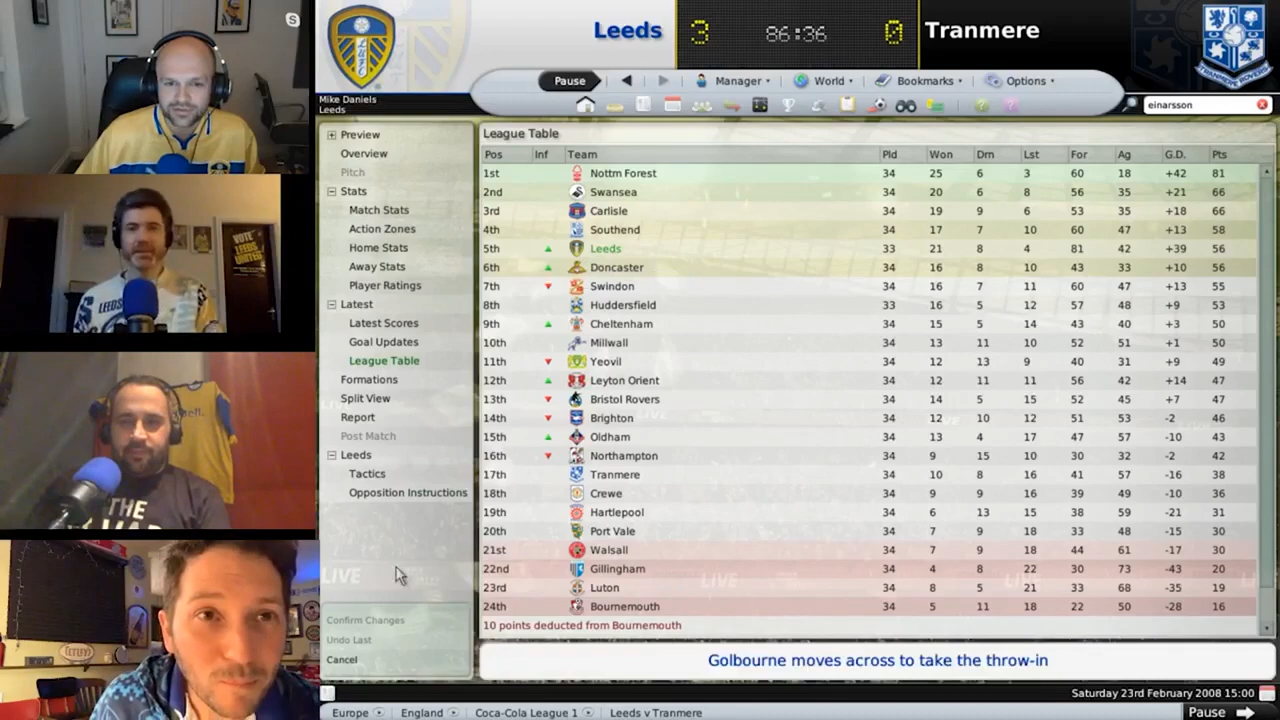 Leeds 3 86:36 0 Tranmere
Pause Manager World Bookmarks Options
Mike Daniels
Leeds
einarsson
Preview
Overview
Pitch
Stats
Match Stats
Action Zones
Home Stats
Away Stats
Player Ratings
Latest
Latest Scores
Goal Updates
League Table
Formations
Split View
Report
Post Match
Leeds
Tactics
Opposition Instructions
Confirm Changes
Undo Last
Cancel
League Table
Pos Inf Team Pld Won Drn Lst For Ag G.D. Pts
1st Nottm Forest 34 25 6 3 60 18 +42 81
2nd Swansea 34 20 6 8 56 35 +21 66
3rd Carlisle 34 19 9 6 53 35 +18 66
4th Southend 34 17 7 10 60 47 +13 58
5th Leeds 33 21 8 4 81 42 +39 56
6th Doncaster 34 16 8 10 43 33 +10 56
7th Swindon 34 16 7 11 60 47 +13 55
8th Huddersfield 33 16 5 12 57 48 +9 53
9th Cheltenham 34 15 5 14 43 40 +3 50
10th Millwall 34 13 11 10 52 51 +1 50
11th Yeovil 34 12 13 9 40 31 +9 49
12th Leyton Orient 34 12 11 11 56 42 +14 47
13th Bristol Rovers 34 14 5 15 52 45 +7 47
14th Brighton 34 12 10 12 51 53 -2 46
15th Oldham 34 13 4 17 47 57 -10 43
16th Northampton 34 9 15 10 30 32 -2 42
17th Tranmere 34 10 8 16 41 57 -16 38
18th Crewe 34 9 9 16 39 49 -10 36
19th Hartlepool 34 6 13 15 38 59 -21 31
20th Port Vale 34 7 9 18 33 48 -15 30
21st Walsall 34 7 9 18 44 61 -17 30
22nd Gillingham 34 4 8 22 30 73 -43 20
23rd Luton 34 8 5 21 33 68 -35 19
24th Bournemouth 34 5 11 18 22 50 -28 16
10 points deducted from Bournemouth
Golbourne moves across to take the throw-in
Saturday 23rd February 2008 15:00
Europe England Coca-Cola League 1 Leeds v Tranmere Pause
VOTE
LEEDS
UNITED
LEEDS
THE
TETLEYS
LIVE
LIVE
LIVE
TRANMERE ROVERS